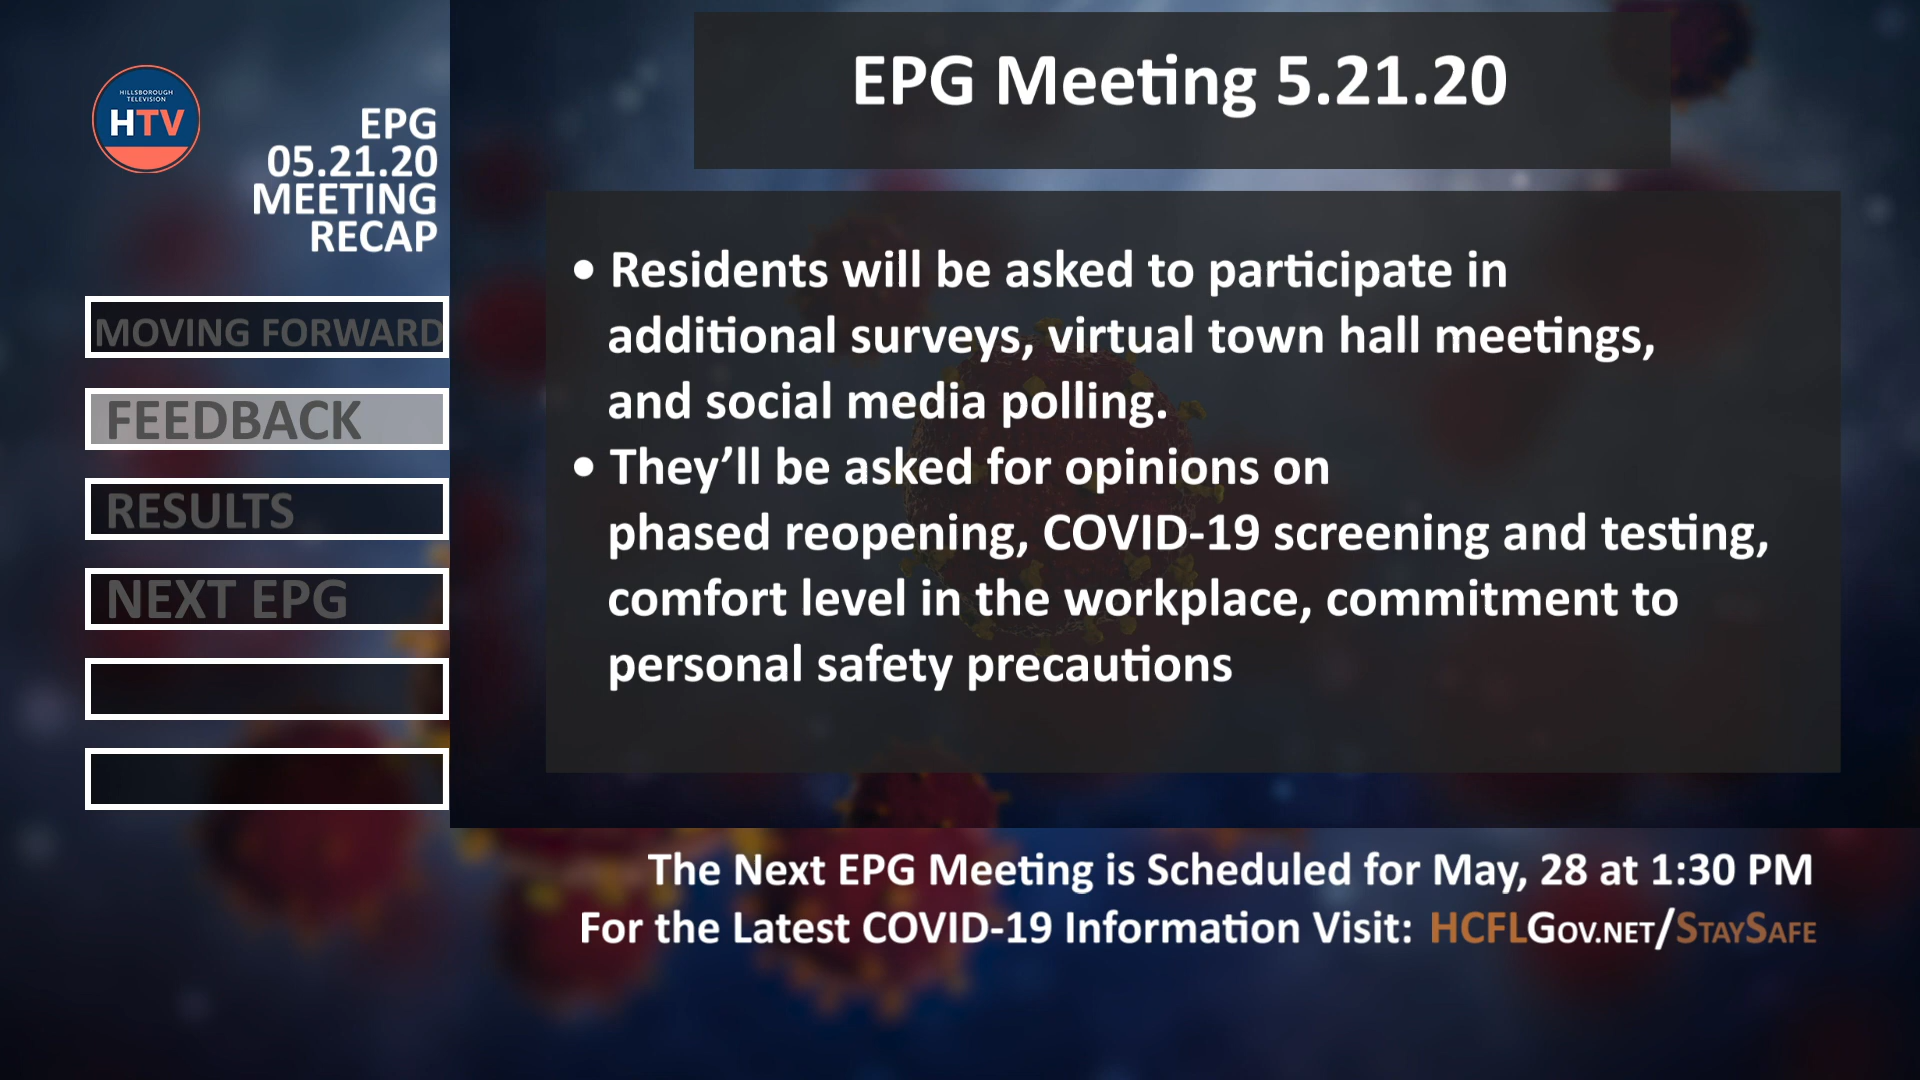 HILLSBOROUGH
TELEVISION
HTV
EPG
05.21.20
MEETING
RECAP
MOVING FORWARD
FEEDBACK
RESULTS
NEXT EPG
EPG Meeting 5.21.20
• Residents will be asked to participate in
additional surveys, virtual town hall meetings,
and social media polling.
• They’ll be asked for opinions on
phased reopening, COVID-19 screening and testing,
comfort level in the workplace, commitment to
personal safety precautions
The Next EPG Meeting is Scheduled for May, 28 at 1:30 PM
For the Latest COVID-19 Information Visit: HCFLGov.net/StaySafe